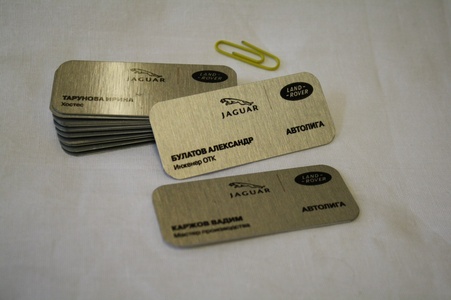 JAGUAR
LAND ROVER
ТАРУНОВА ИРИНА
Хостес
JAGUAR
LAND ROVER
БУЛАТОВ АЛЕКСАНДР
Инженер ОТК
АВТОЛИГА
JAGUAR
LAND ROVER
КАРЖОВ ВАДИМ
Мастер производства
АВТОЛИГА